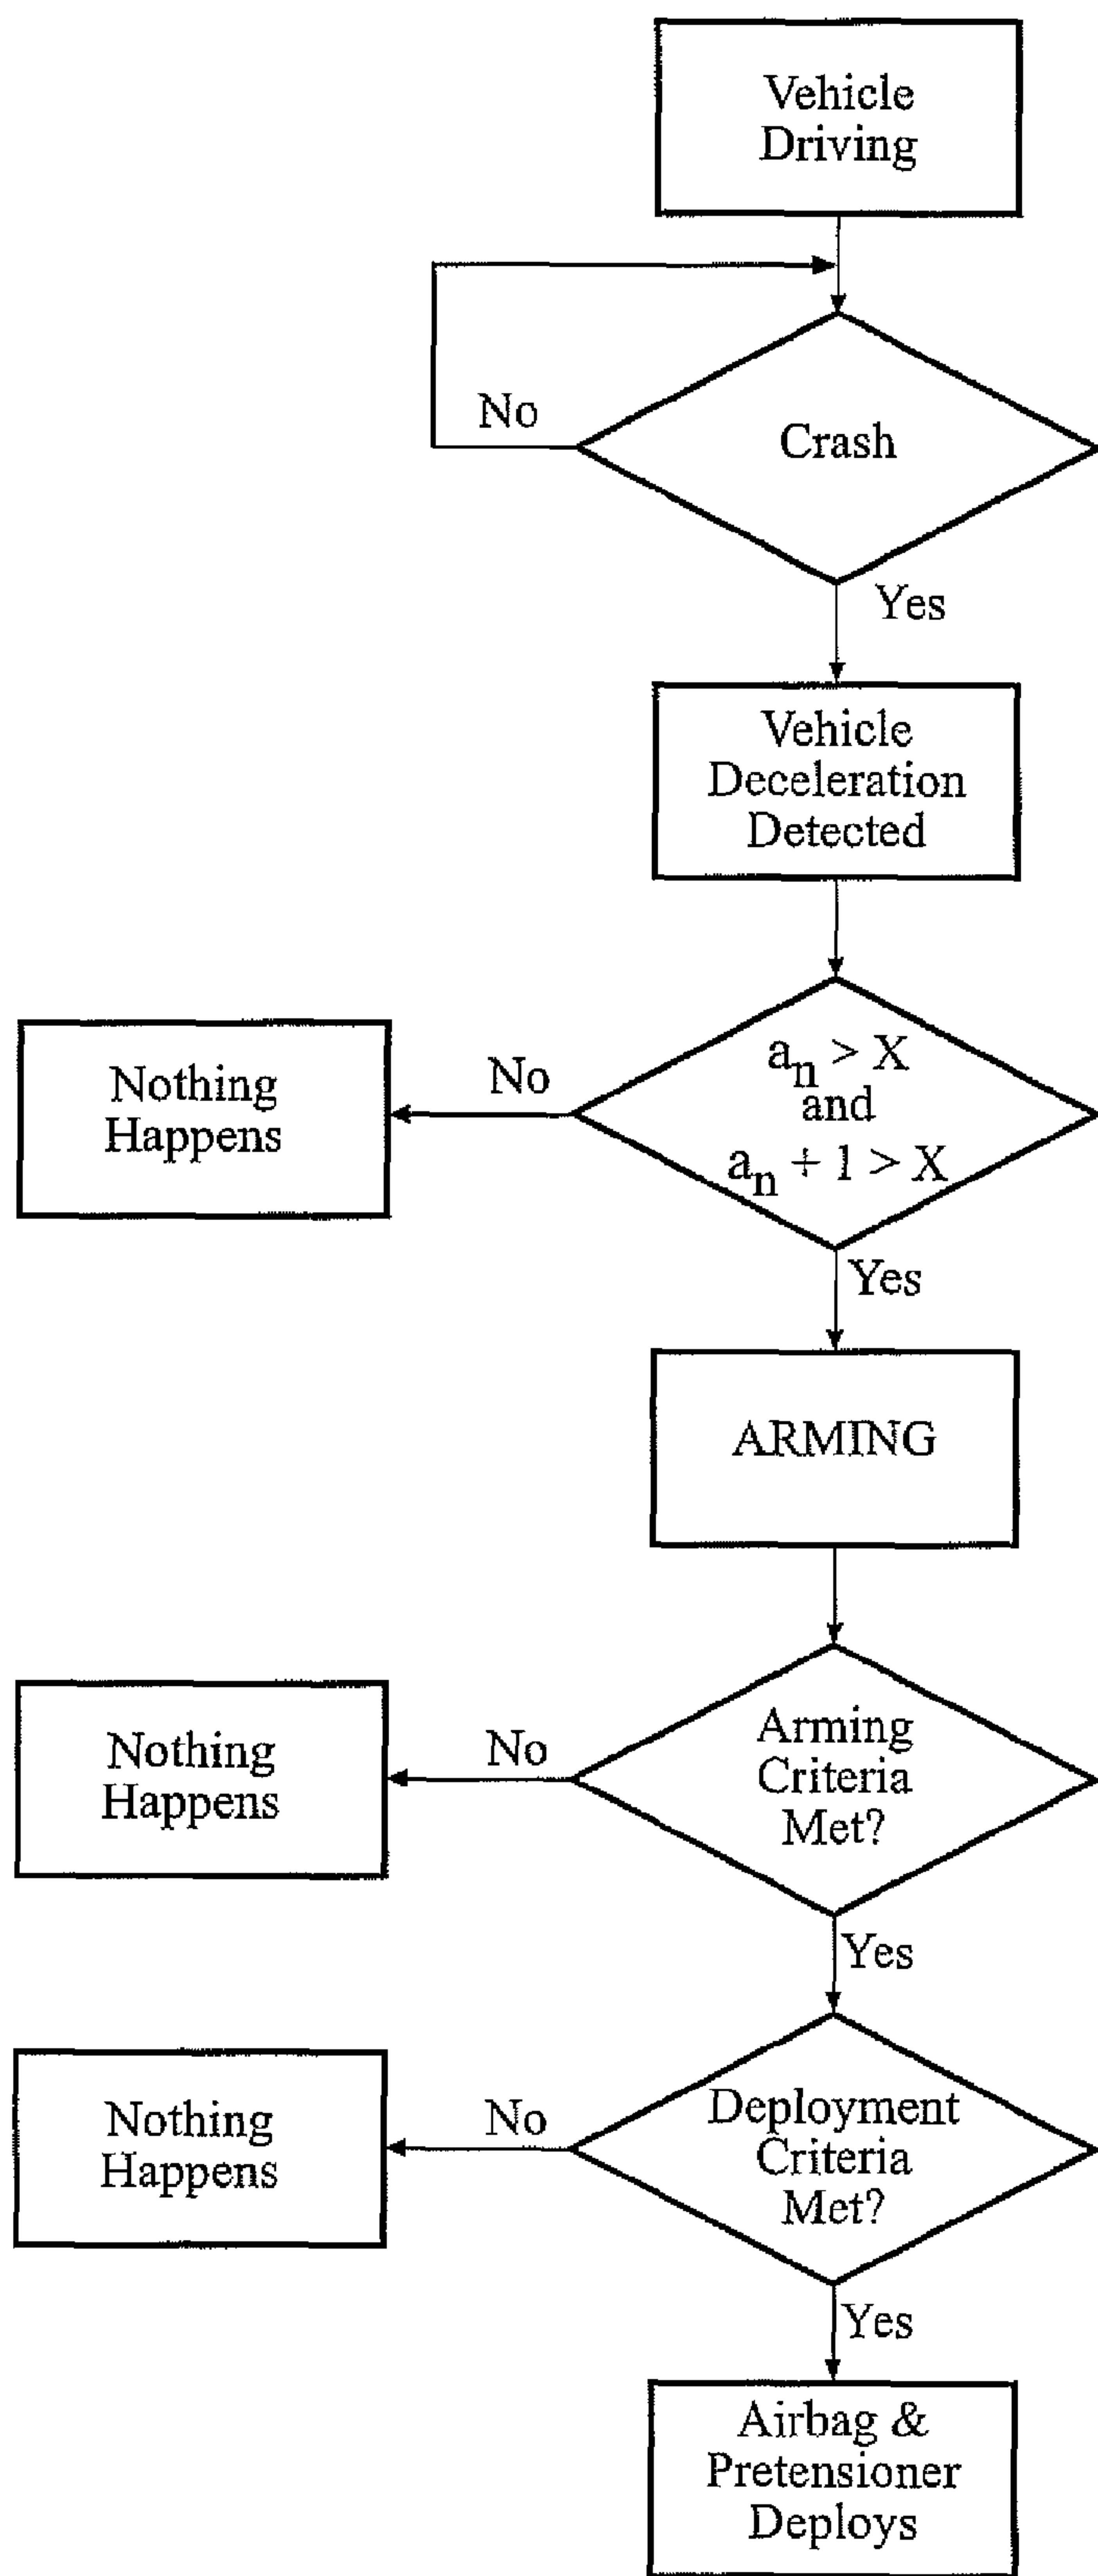 Vehicle
Driving
No
Crash
Yes
Vehicle
Deceleration
Detected
Nothing
Happens
No
aₙ > X
and
aₙ + 1 > X
Yes
ARMING
Nothing
Happens
No
Arming
Criteria
Met?
Yes
Nothing
Happens
No
Deployment
Criteria
Met?
Yes
Airbag &
Pretensioner
Deploys